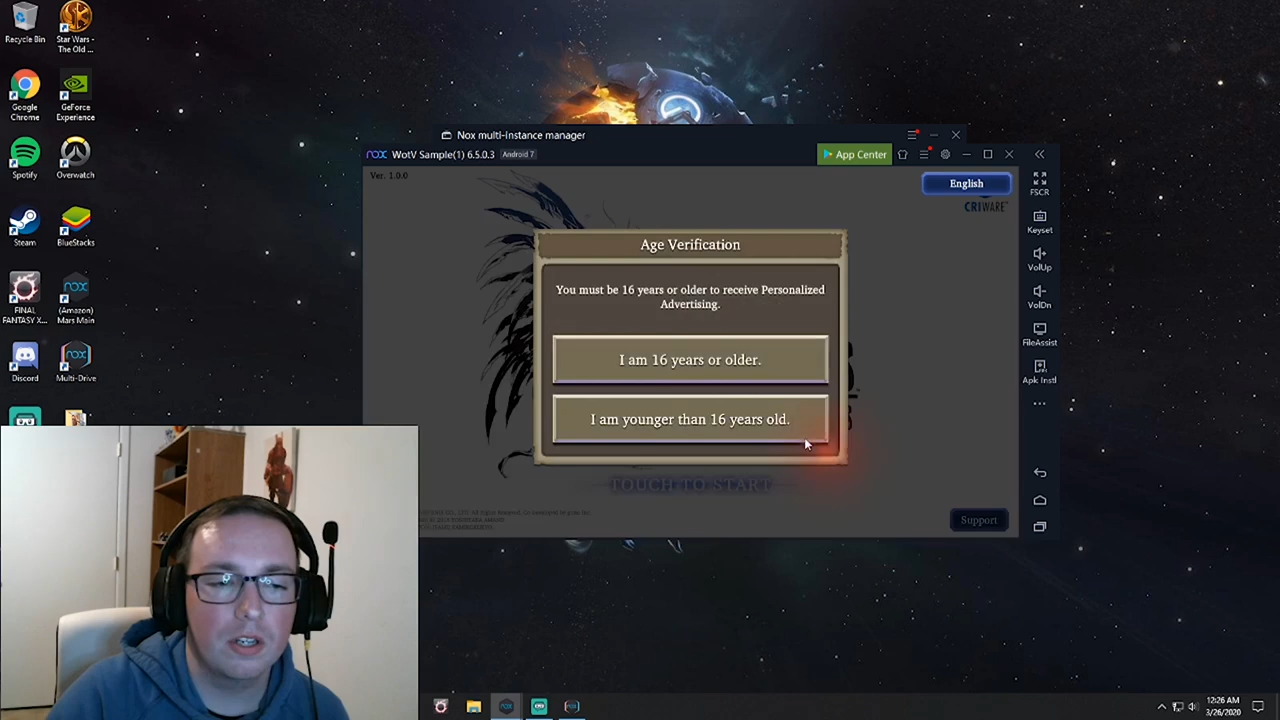 Recycle Bin
Star Wars -
The Old ...
Google
Chrome
GeForce
Experience
Spotify
Overwatch
Steam
BlueStacks
FINAL
FANTASY X...
(Amazon)
Mars Main
Discord
Multi-Drive
Nox multi-instance manager
nox WotV Sample(1) 6.5.0.3 Android 7
App Center
Ver. 1.0.0
English
CRIWARE
FSCR
Keyset
VolUp
VolDn
FileAssist
Apk Instl
Age Verification
You must be 16 years or older to receive Personalized
Advertising.
I am 16 years or older.
I am younger than 16 years old.
TOUCH TO START
Support
12:26 AM
3/26/2020